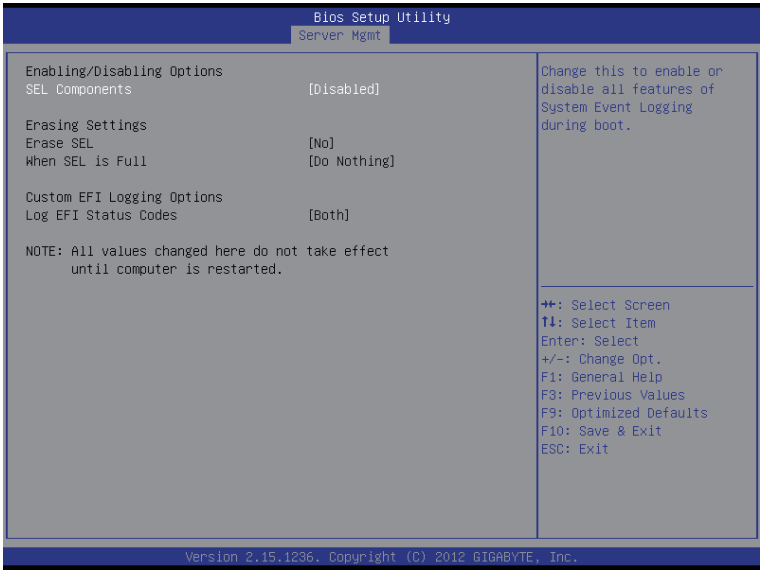 Bios Setup Utility
Server Mgmt
Enabling/Disabling Options
SEL Components [Disabled]
Erasing Settings
Erase SEL [No]
When SEL is Full [Do Nothing]
Custom EFI Logging Options
Log EFI Status Codes [Both]
NOTE: All values changed here do not take effect
until computer is restarted.
Change this to enable or
disable all features of
System Event Logging
during boot.
→←: Select Screen
↑↓: Select Item
Enter: Select
+/-: Change Opt.
F1: General Help
F3: Previous Values
F9: Optimized Defaults
F10: Save & Exit
ESC: Exit
Version 2.15.1236. Copyright (C) 2012 GIGABYTE, Inc.